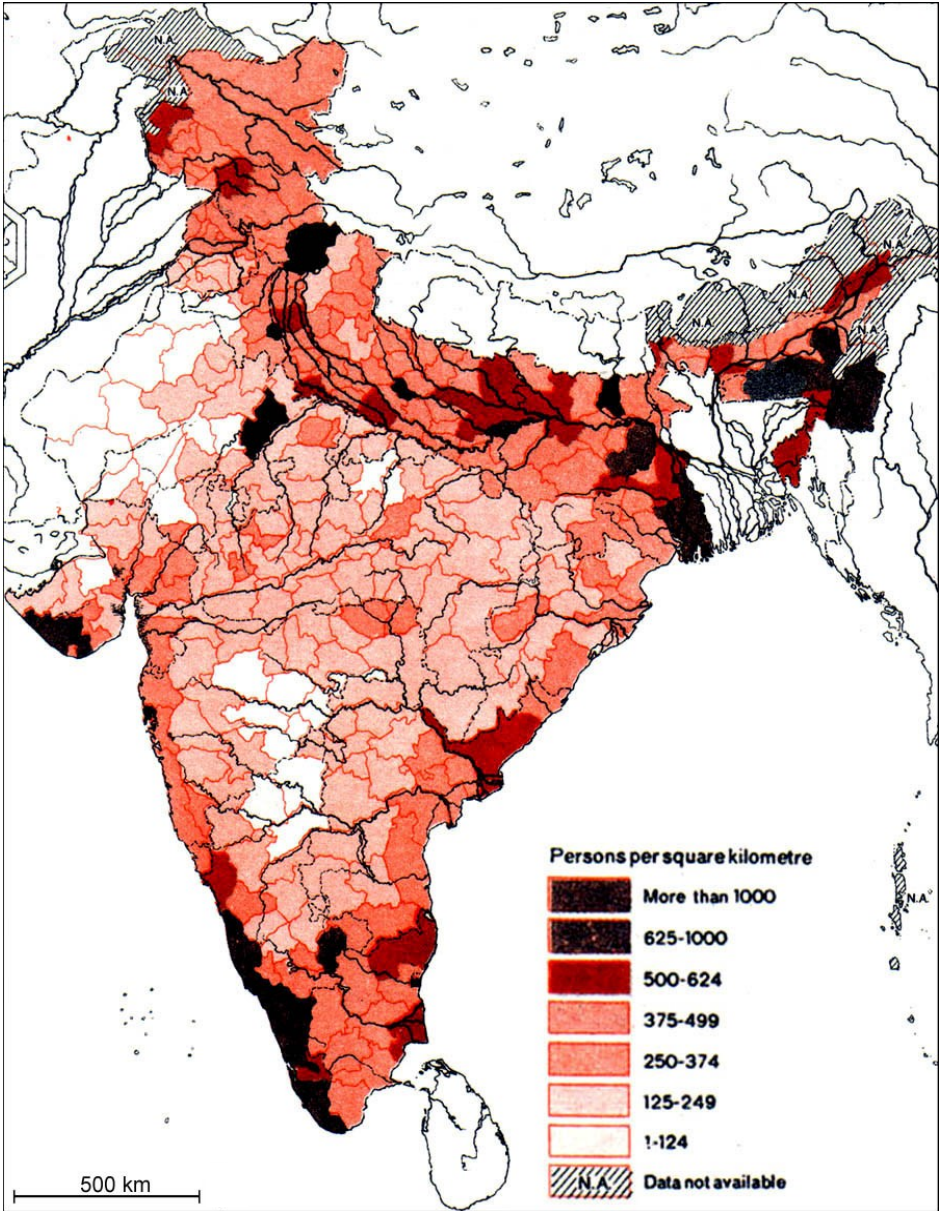 N.A.
N.A
N.A.
N.A.
N.A.
N.A.
N.A.
N.A.
Persons per square kilometre
More than 1000
625-1000
500-624
375-499
250-374
125-249
1-124
N.A. Data not available
500 km